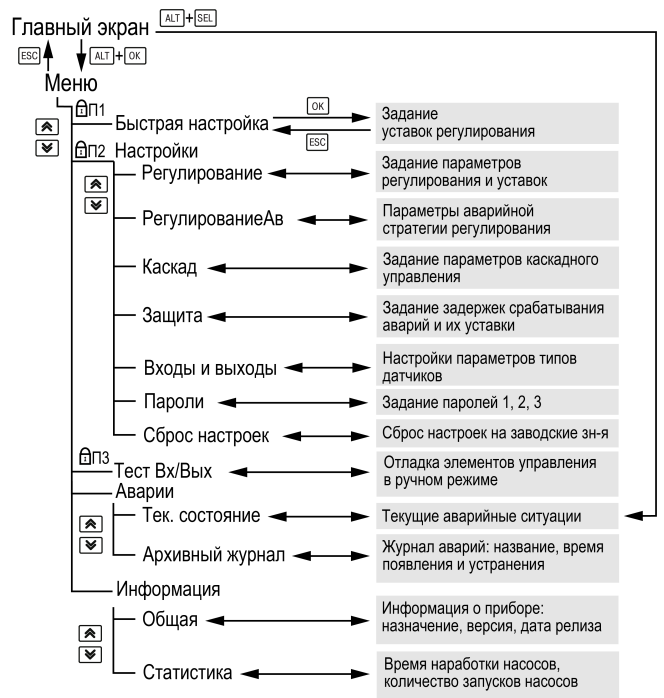 Главный экран ALT+SEL
ESC ALT+OK
Меню
П1
Быстрая настройка OK ESC
Задание
уставок регулирования
П2 Настройки
Регулирование
Задание параметров
регулирования и уставок
РегулированиеАв
Параметры аварийной
стратегии регулирования
Каскад
Задание параметров каскадного
управления
Защита
Задание задержек срабатывания
аварий и их уставки
Входы и выходы
Настройки параметров типов
датчиков
Пароли
Задание паролей 1, 2, 3
Сброс настроек
Сброс настроек на заводские зн-я
П3
Тест Вх/Вых
Отладка элементов управления
в ручном режиме
Аварии
Тек. состояние
Текущие аварийные ситуации
Архивный журнал
Журнал аварий: название, время
появления и устранения
Информация
Общая
Информация о приборе:
назначение, версия, дата релиза
Статистика
Время наработки насосов,
количество запусков насосов